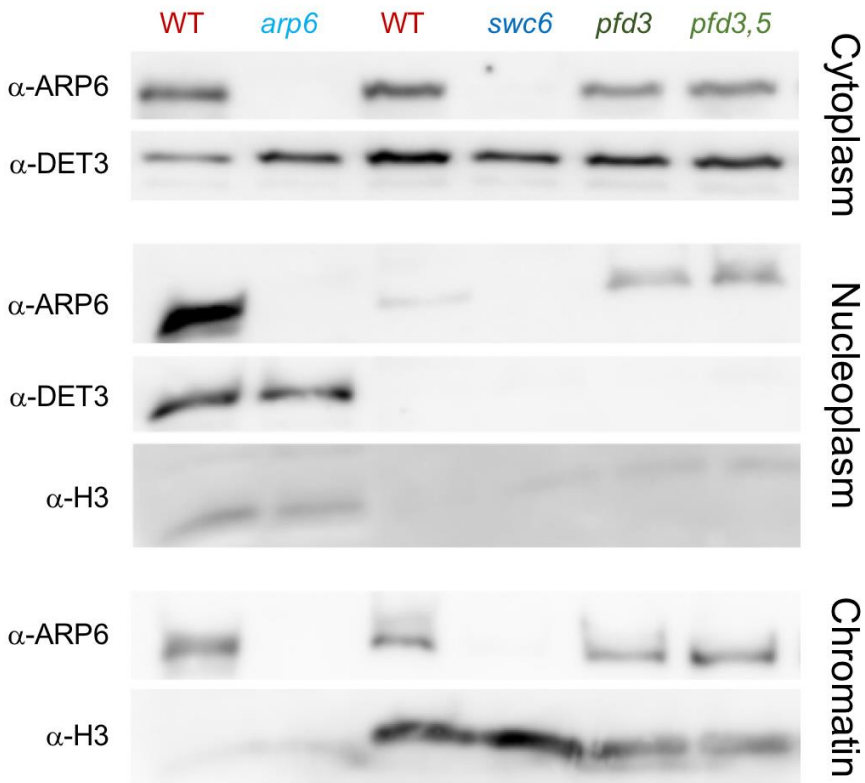 WT arp6 WT swc6 pfd3 pfd3,5
α-ARP6
α-DET3
Cytoplasm
α-ARP6
α-DET3
α-H3
Nucleoplasm
α-ARP6
α-H3
Chromatin